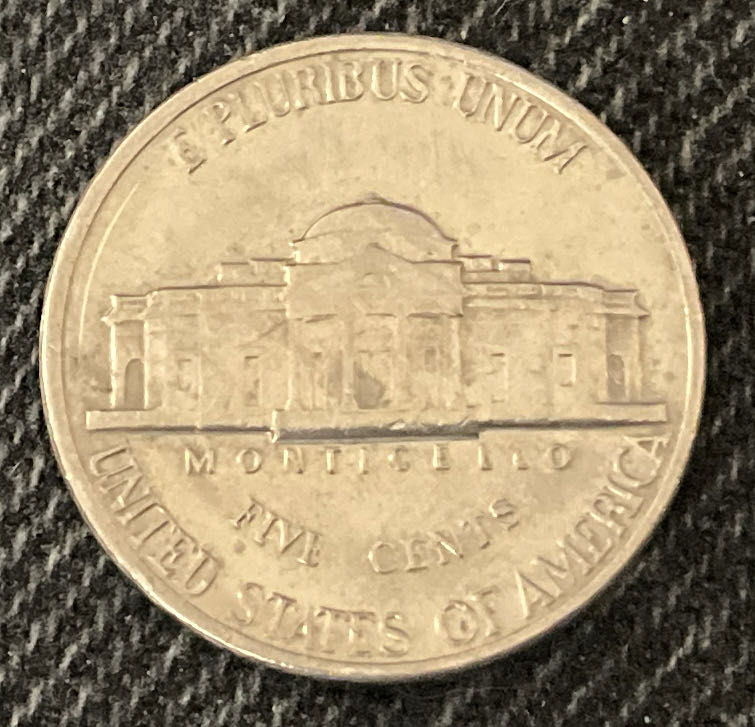 E PLURIBUS UNUM
MONTICELLO
FIVE CENTS
UNITED STATES OF AMERICA